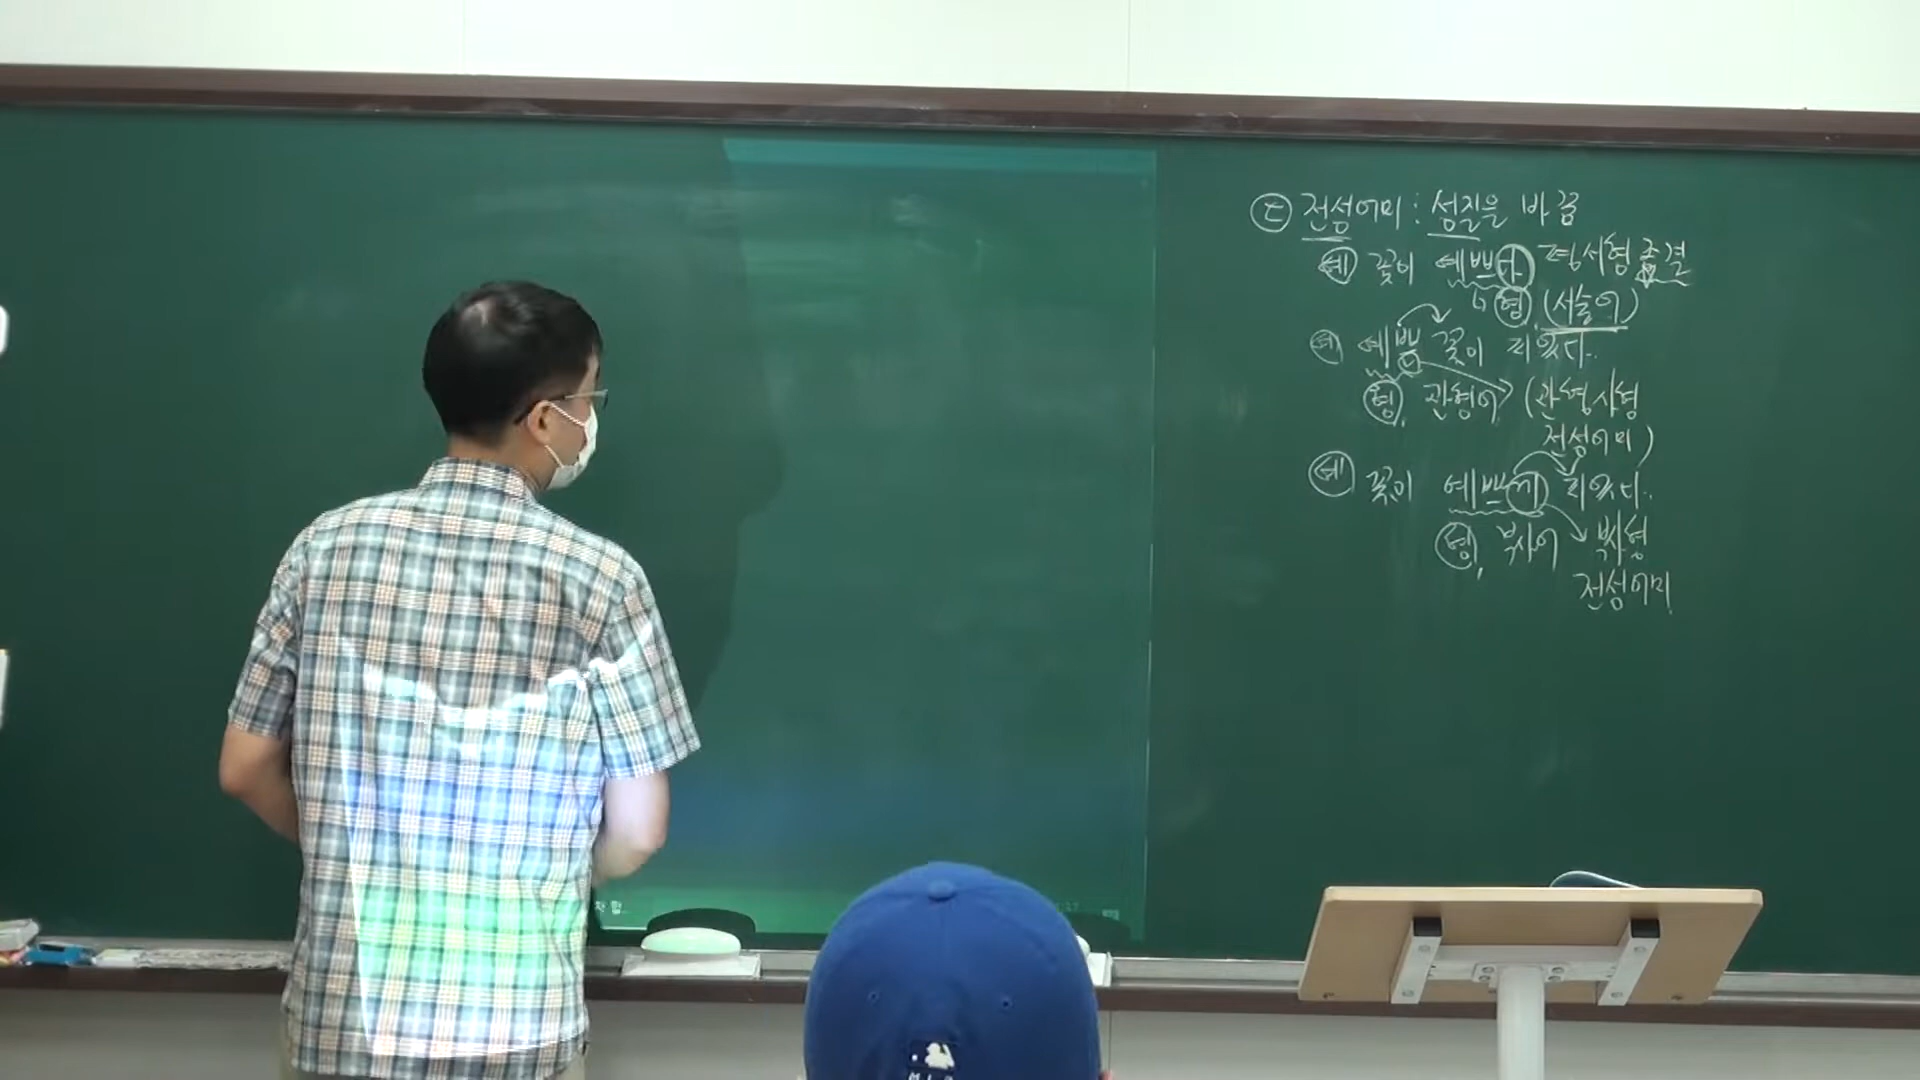 ⓒ 전성어미 : 성질을 바꿈
예 꽃이 예쁘다 평서형 종결
형 (서술어)
예 예쁜 꽃이 피었다.
형, 관형어 (관형사형
전성어미)
예 꽃이 예쁘게 피었다.
형, 부사어 부사형
전성어미